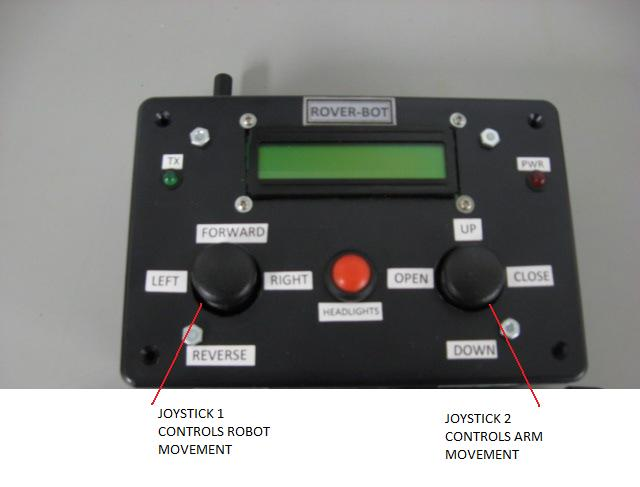 ROVER-BOT
TX
PWR
FORWARD
UP
LEFT
RIGHT
OPEN
CLOSE
HEADLIGHTS
REVERSE
DOWN
JOYSTICK 1
CONTROLS ROBOT
MOVEMENT
JOYSTICK 2
CONTROLS ARM
MOVEMENT